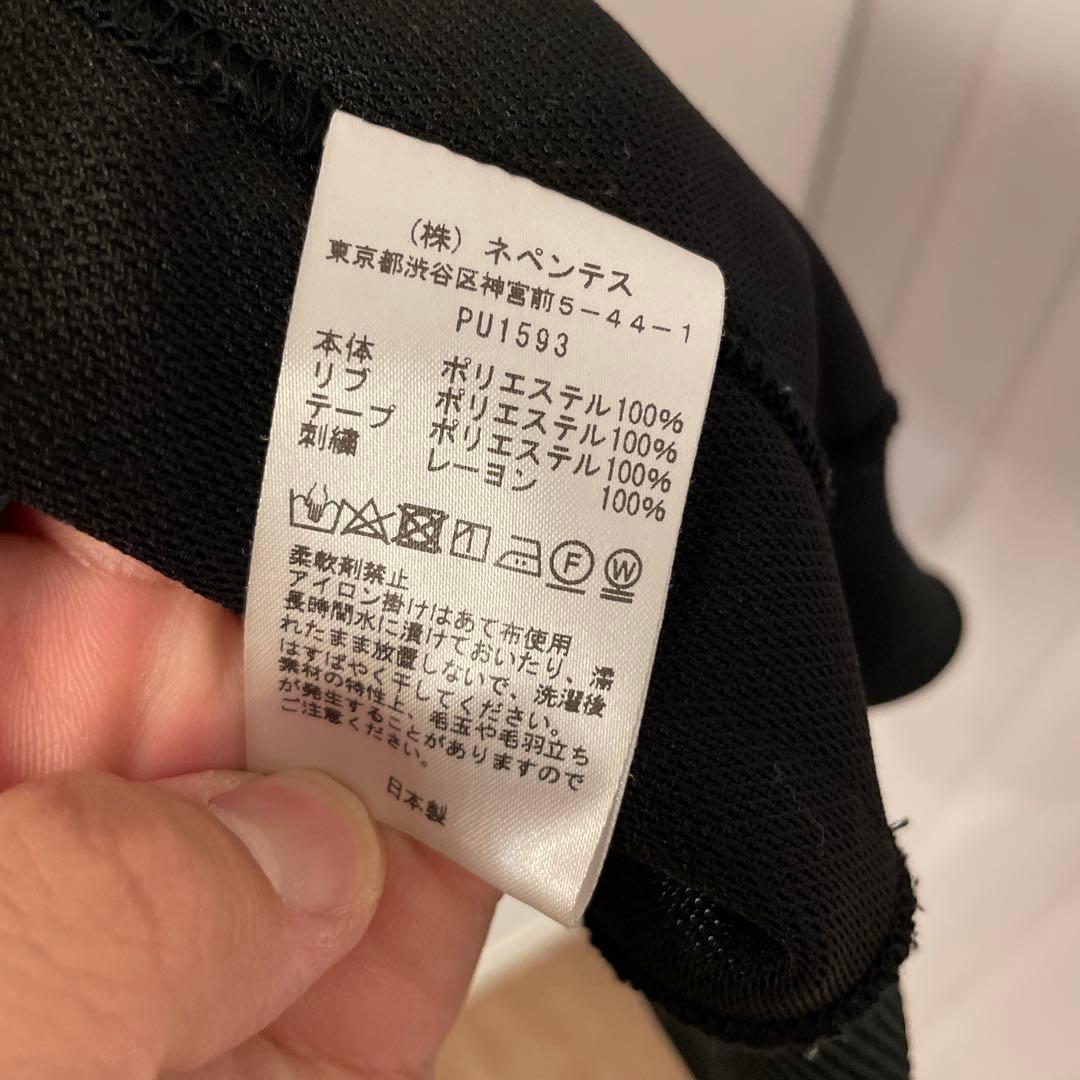 (株) ネペンテス
東京都渋谷区神宮前5-44-1
PU1593
本体 ポリエステル100%
リブ ポリエステル100%
テープ ポリエステル100%
刺繍 レーヨン 100%
F W
柔軟剤禁止
アイロン掛けはあて布使用
長時間水に漬けておいたり、濡
れたまま放置しないで、洗濯後
はすばやく干してください。
素材の特性上、毛玉や毛羽立ち
が発生することがありますので
ご注意ください。
日本製